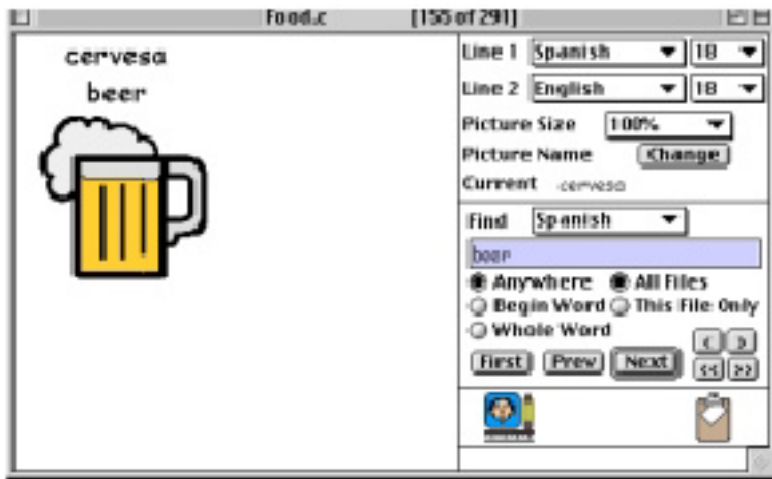 Food.c [155 of 291]
cervesa
beer
Line 1 Spanish 18
Line 2 English 18
Picture Size 100%
Picture Name Change
Current cervesa
Find Spanish
beer
Anywhere All Files
Begin Word This File Only
Whole Word
< >
First Prev Next
<< >>